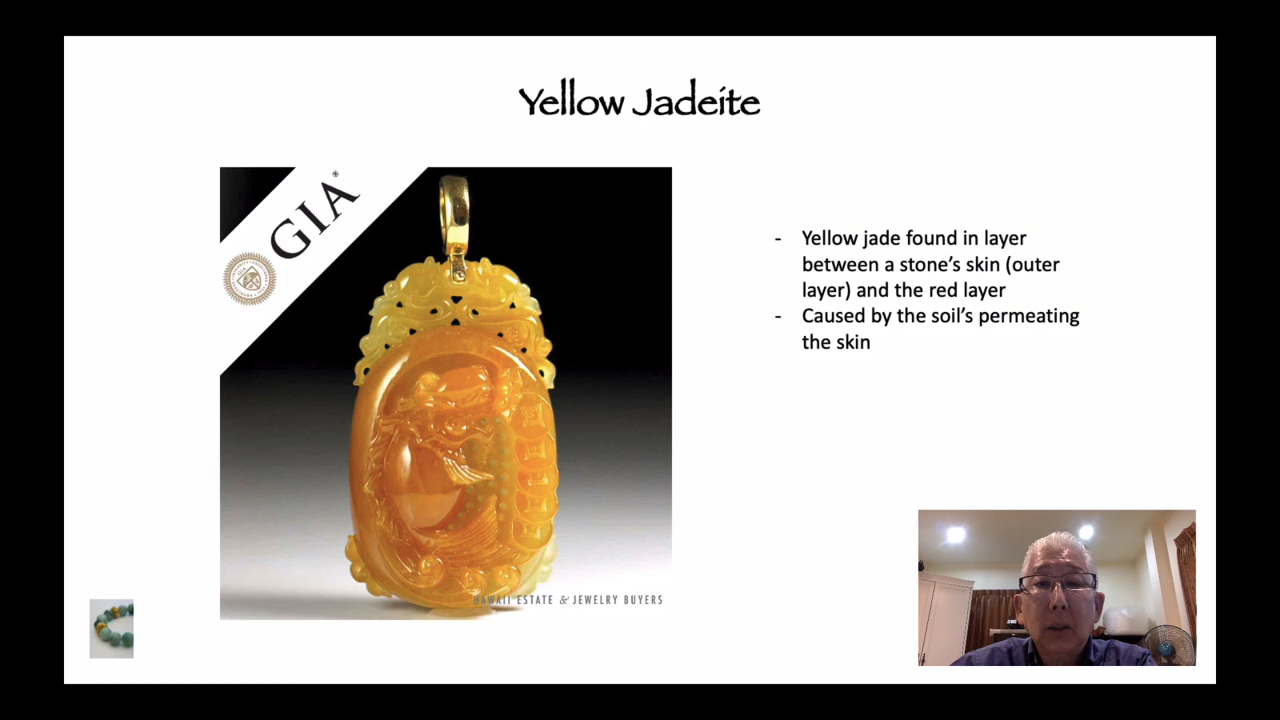 Yellow Jadeite
GIA®
- Yellow jade found in layer
between a stone's skin (outer
layer) and the red layer
- Caused by the soil's permeating
the skin
HAWAII ESTATE & JEWELRY BUYERS